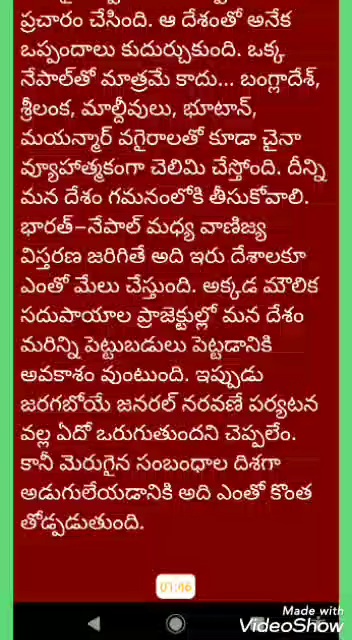 ప్రచారం చేసింది. ఆ దేశంతో అనేక
ఒప్పందాలు కుదుర్చుకుంది. ఒక్క
నేపాల్‌తో మాత్రమే కాదు... బంగ్లాదేశ్,
శ్రీలంక, మాల్దీవులు, భూటాన్,
మయన్మార్ వగైరాలతో కూడా చైనా
వ్యూహాత్మకంగా చెలిమి చేస్తోంది. దీన్ని
మన దేశం గమనంలోకి తీసుకోవాలి.
భారత్–నేపాల్ మధ్య వాణిజ్య
విస్తరణ జరిగితే అది ఇరు దేశాలకూ
ఎంతో మేలు చేస్తుంది. అక్కడ మౌలిక
సదుపాయాల ప్రాజెక్టుల్లో మన దేశం
మరిన్ని పెట్టుబడులు పెట్టడానికి
అవకాశం వుంటుంది. ఇప్పుడు
జరగబోయే జనరల్ నరవణే పర్యటన
వల్ల ఏదో ఒరుగుతుందని చెప్పలేం.
కానీ మెరుగైన సంబంధాల దిశగా
అడుగులేయడానికి అది ఎంతో కొంత
తోడ్పడుతుంది.
01:46
Made with
VideoShow